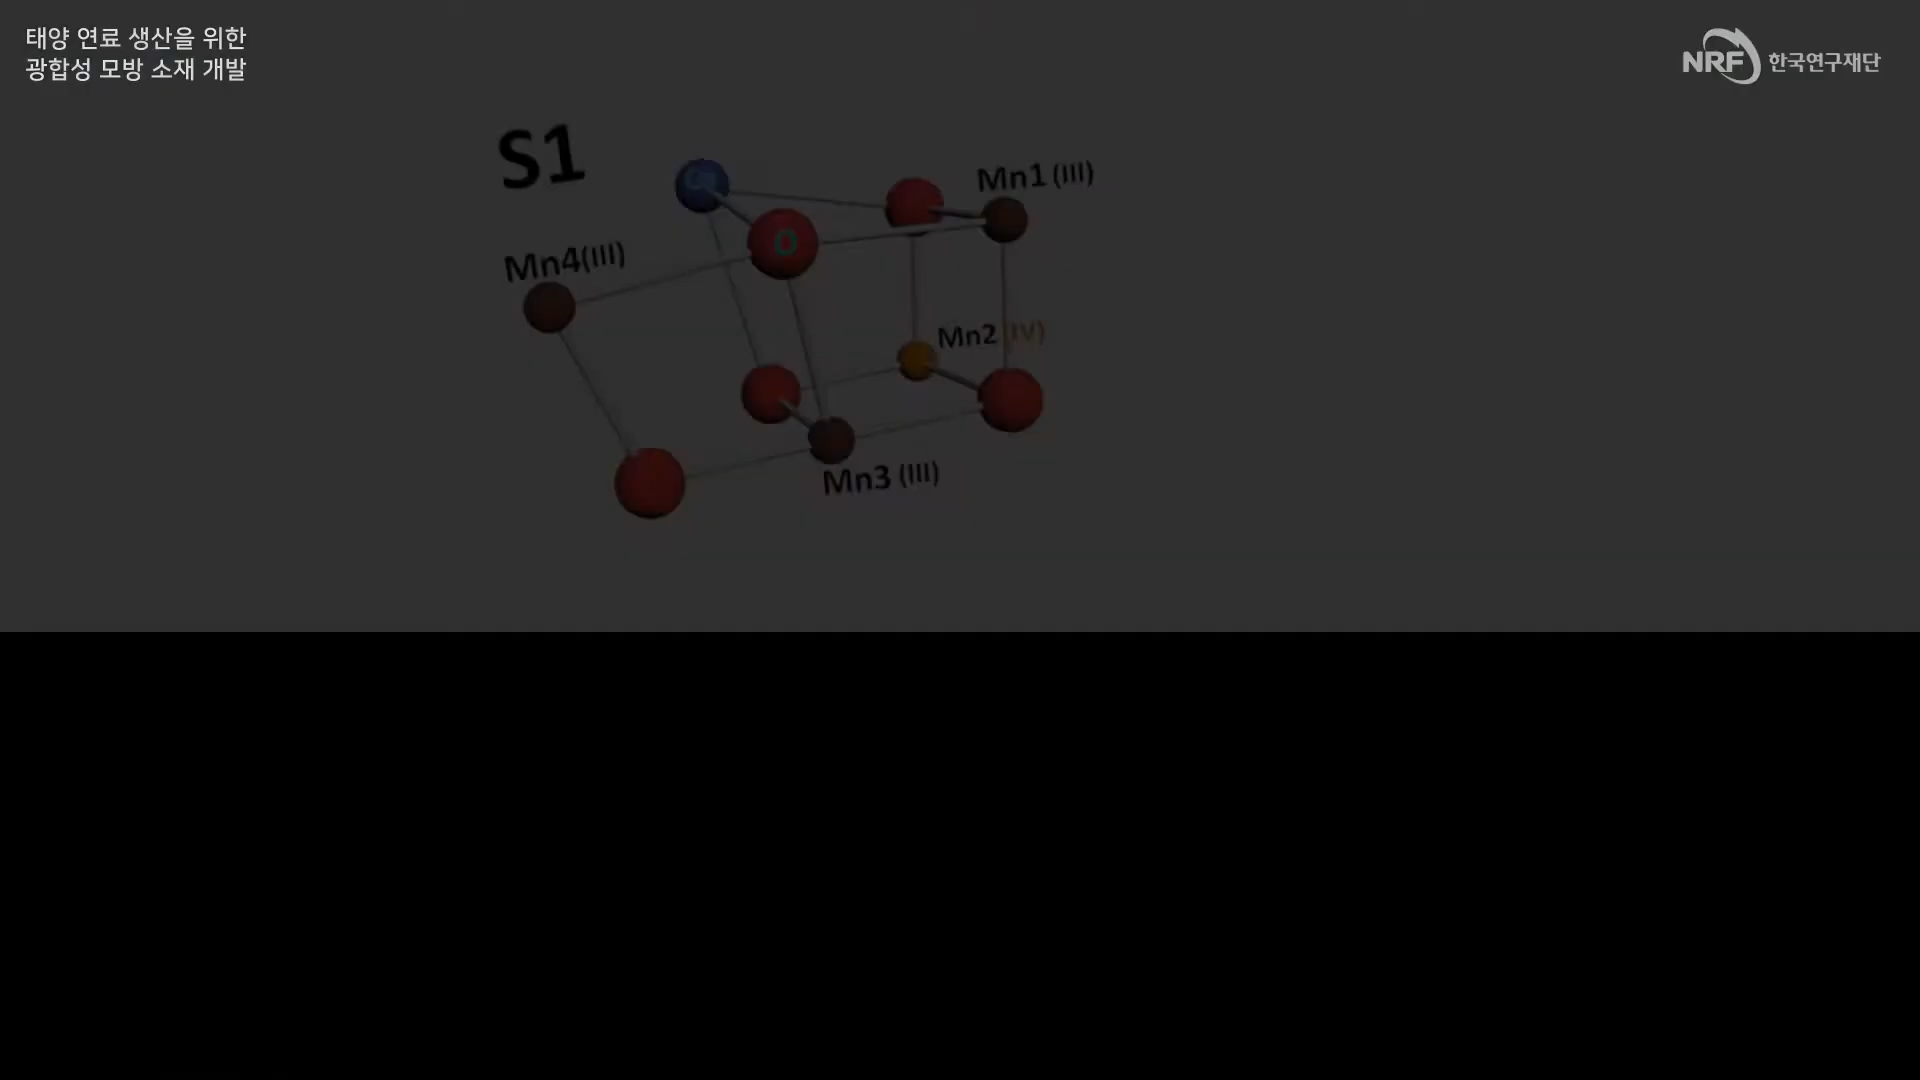 태양 연료 생산을 위한
광합성 모방 소재 개발
NRF 한국연구재단
S1
Mn1 (III)
O
Mn4(III)
Mn2 (IV)
Mn3 (III)